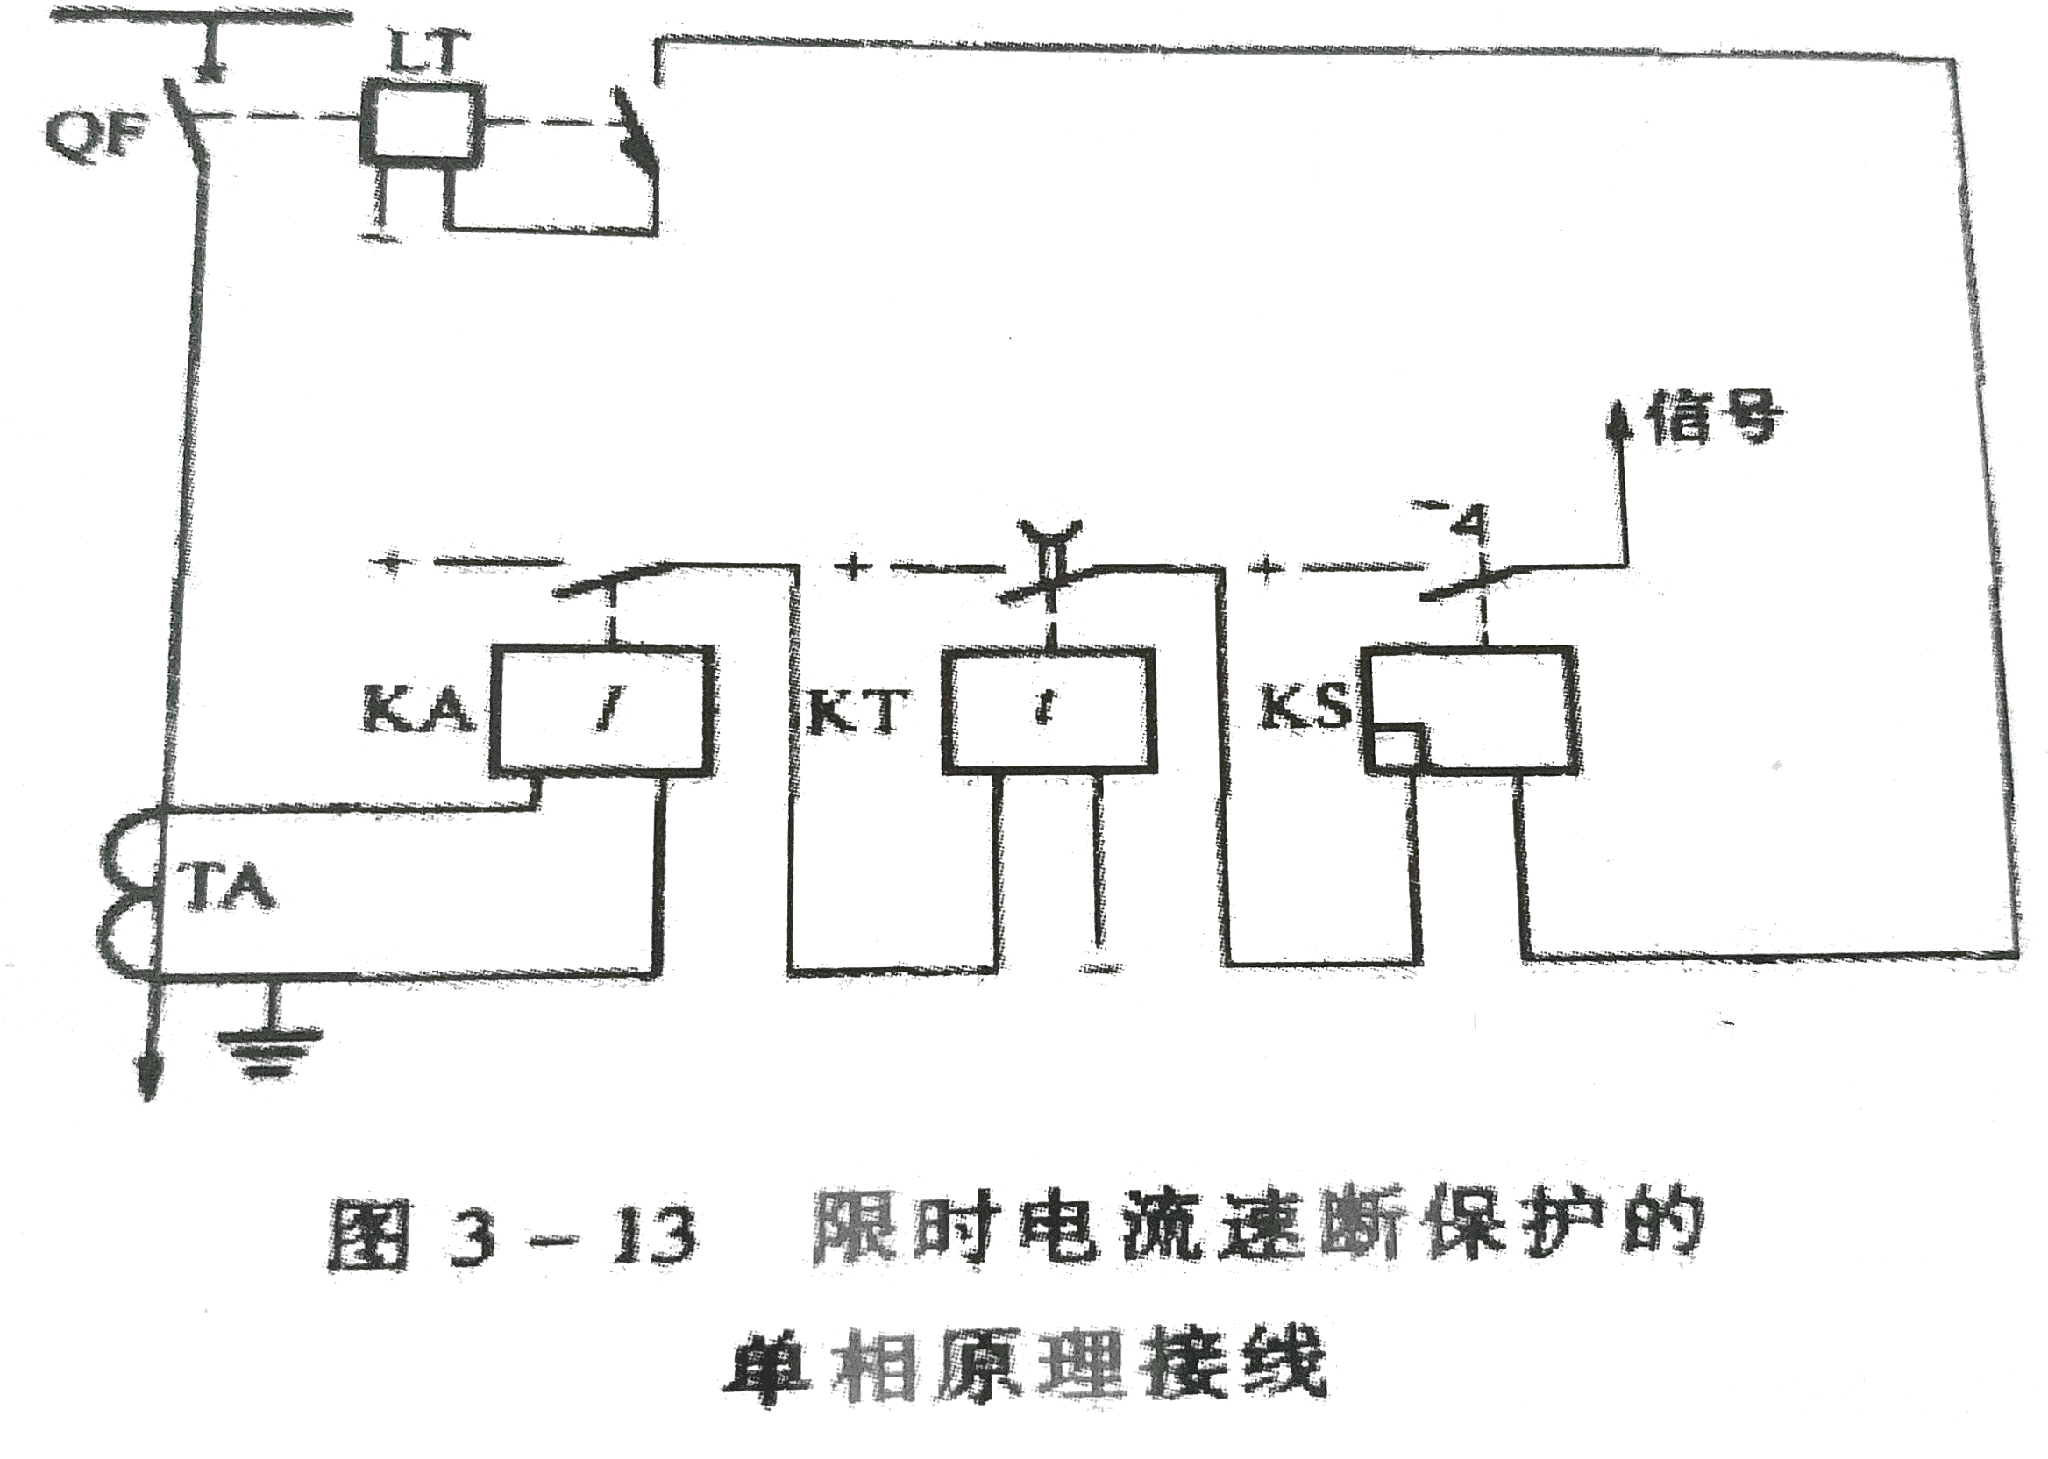 LT
QF
信号
+ + +
KA I KT t KS
TA
图 3-13 限时电流速断保护的
单相原理接线